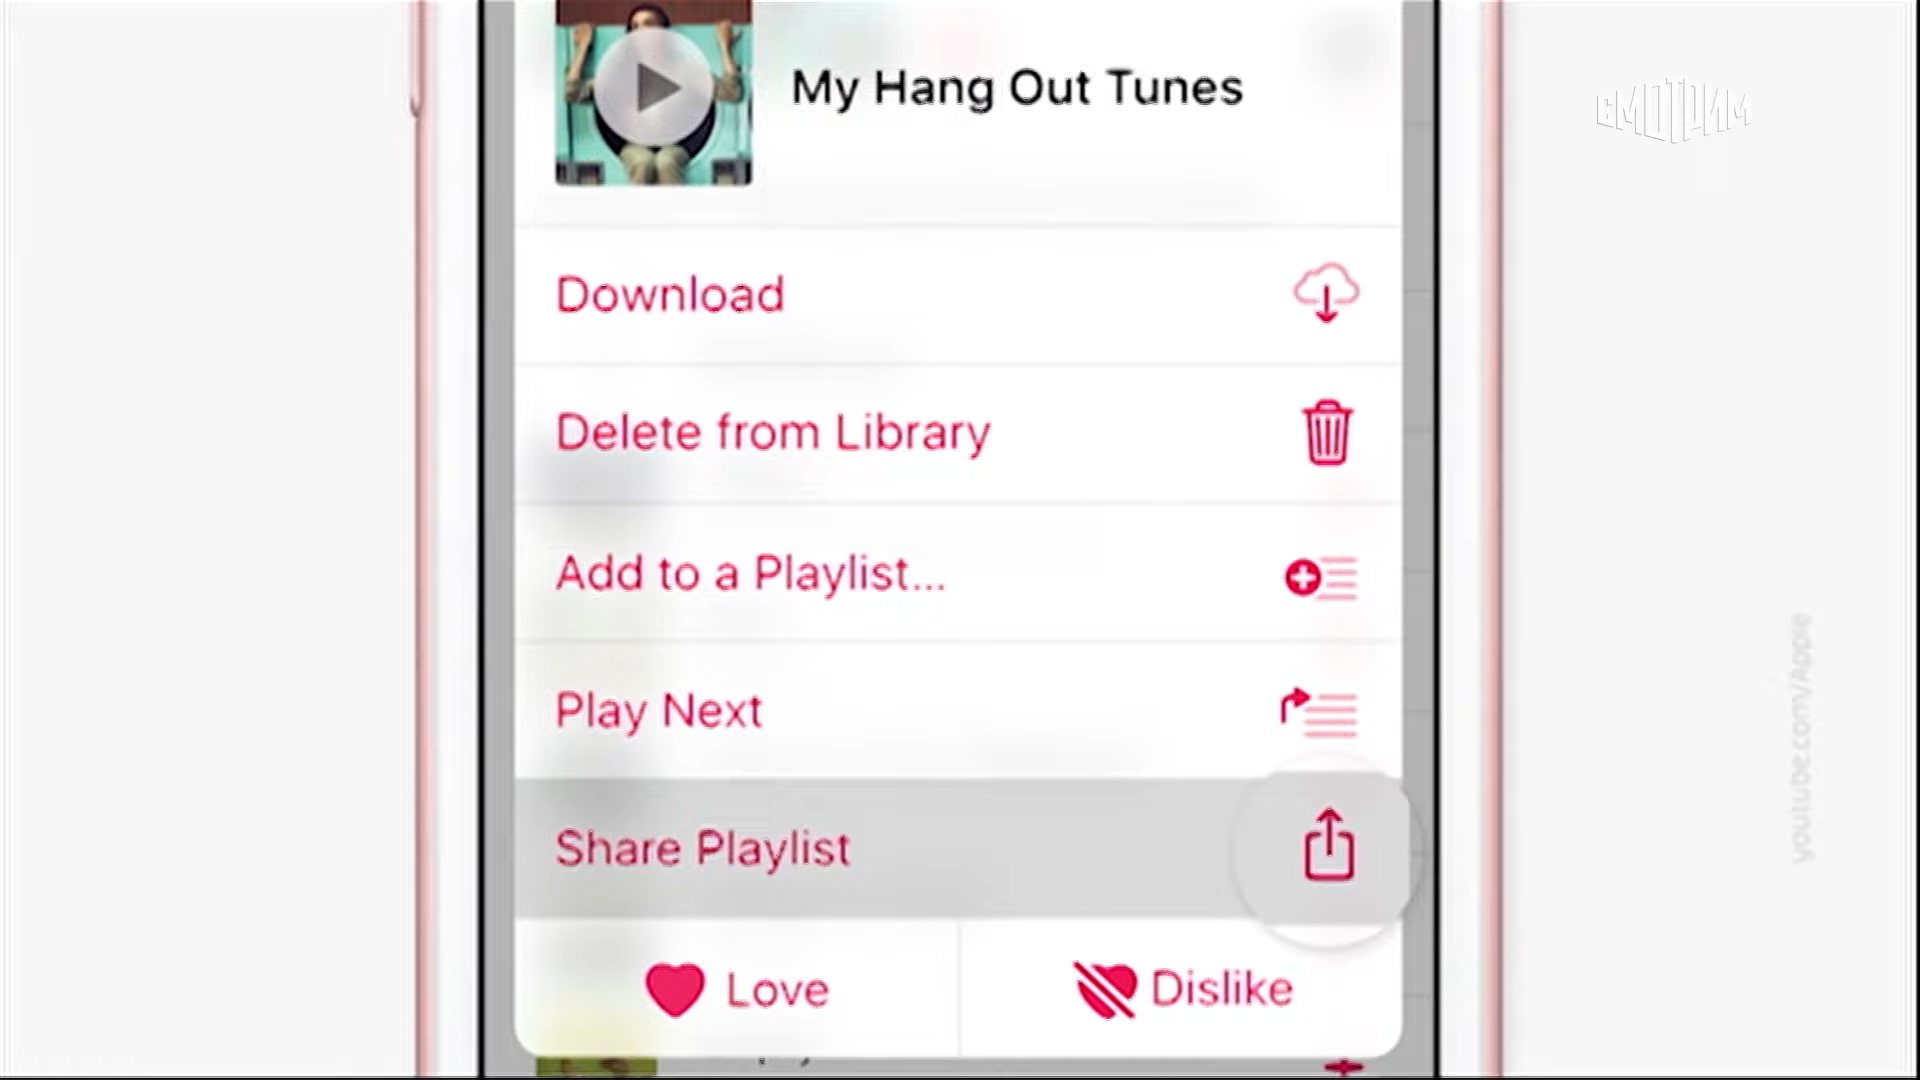 My Hang Out Tunes
СМОТРИМ
Download
Delete from Library
Add to a Playlist...
Play Next
Share Playlist
Love
Dislike
youtube.com/Apple